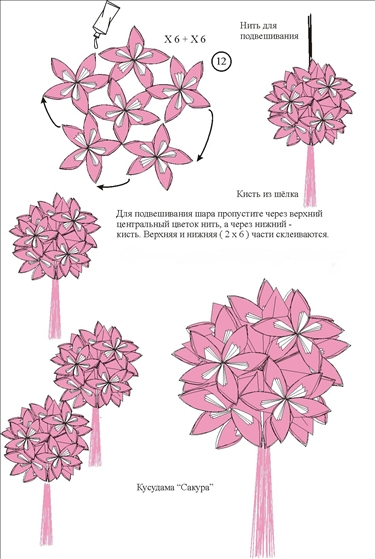 X 6 + X 6
Нить для
подвешивания
12
Кисть из шёлка
Для подвешивания шара пропустите через верхний
центральный цветок нить, а через нижний -
кисть. Верхняя и нижняя ( 2 x 6 ) части склеиваются.
Кусудама “Сакура”